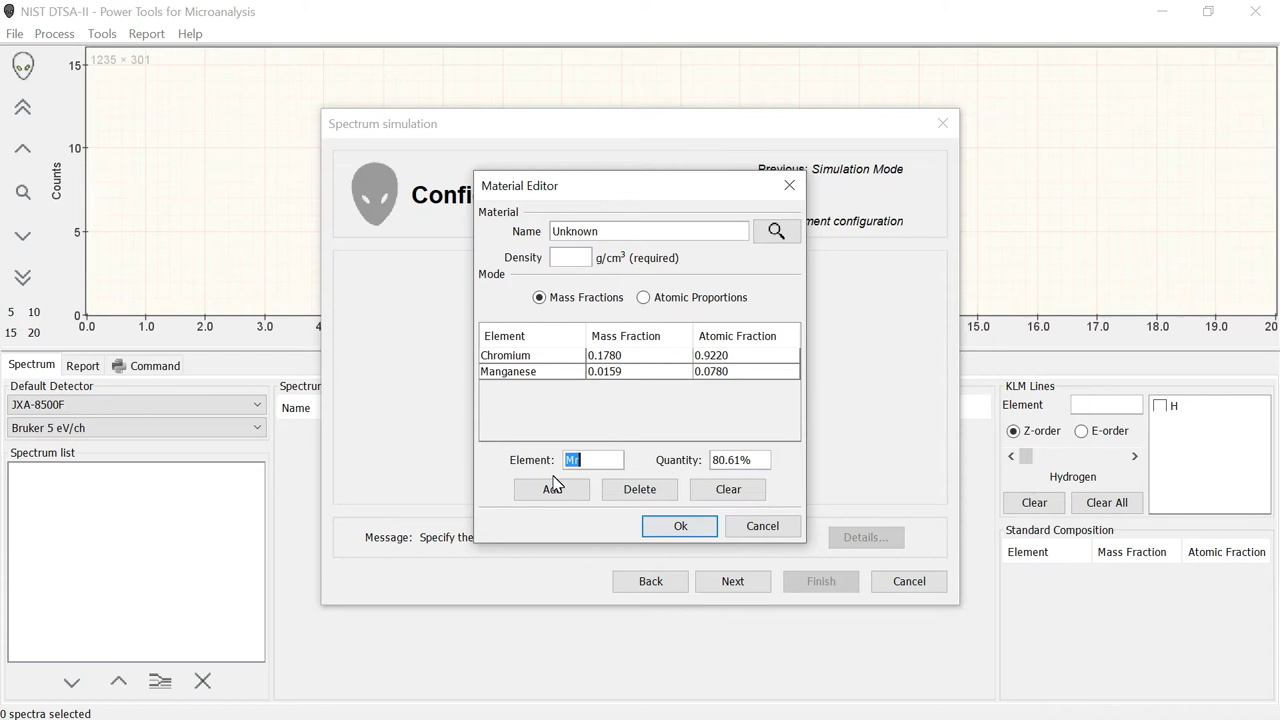 NIST DTSA-II - Power Tools for Microanalysis
File Process Tools Report Help
1235 × 301
15
10
5
0
Counts
0.0 1.0 2.0 3.0 4 15.0 16.0 17.0 18.0 19.0 20
5 10
15 20
Spectrum Report Command
Default Detector
JXA-8500F
Bruker 5 eV/ch
Spectrum list
Spectrum
Name
Spectrum simulation
Confi
Previous: Simulation Mode
ment configuration
Message: Specify the
Details...
Back Next Finish Cancel
Material Editor
Material
Name Unknown
Density g/cm³ (required)
Mode
Mass Fractions Atomic Proportions
Element Mass Fraction Atomic Fraction
Chromium 0.1780 0.9220
Manganese 0.0159 0.0780
Element: Quantity: 80.61%
Add Delete Clear
Ok Cancel
KLM Lines
Element
H
Z-order E-order
< >
Hydrogen
Clear Clear All
Standard Composition
Element Mass Fraction Atomic Fraction
0 spectra selected